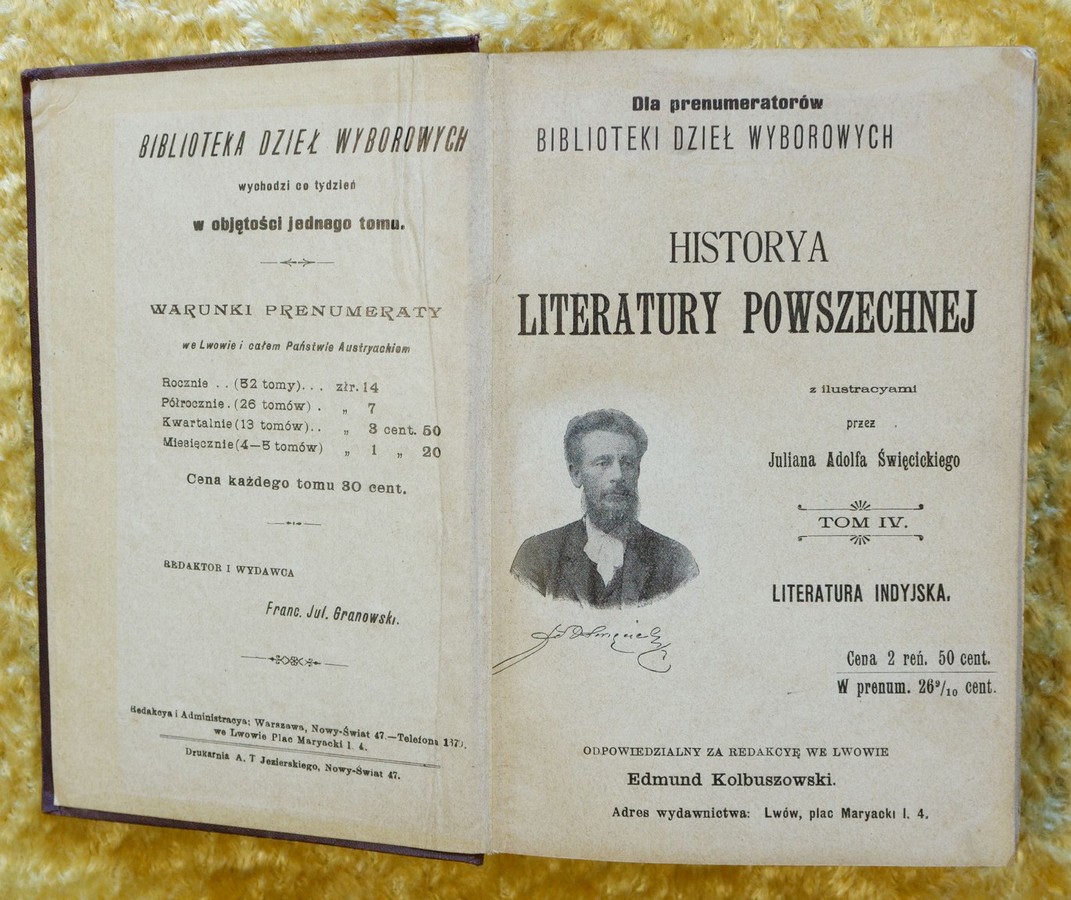 BIBLIOTEKA DZIEŁ WYBOROWYCH
wychodzi co tydzień
w objętości jednego tomu.
WARUNKI PRENUMERATY
we Lwowie i całem Państwie Austryackiem
Rocznie . . (52 tomy). . . złr. 14
Półrocznie . (26 tomów) . „ 7
Kwartalnie (13 tomów) . . „ 3 cent. 50
Miesięcznie (4—5 tomów) „ 1 „ 20
Cena każdego tomu 30 cent.
REDAKTOR I WYDAWCA
Franc. Jul. Granowski.
Redakcya i Administracya: Warszawa, Nowy-Świat 47.—Telefonu
we Lwowie Plac Maryacki l. 4.
Drukarnia A. T Jezierskiego, Nowy-Świat 47.
Dla prenumeratorów
BIBLIOTEKI DZIEŁ WYBOROWYCH
HISTORYA
LITERATURY POWSZECHNEJ
z ilustracyami
przez
Juliana Adolfa Święcickiego
TOM IV.
LITERATURA INDYJSKA.
Cena 2 reń. 50 cent.
W prenum. 26⁹/₁₀ cent.
ODPOWIEDZIALNY ZA REDAKCYĘ WE LWOWIE
Edmund Kolbuszowski.
Adres wydawnictwa: Lwów, plac Maryacki l. 4.